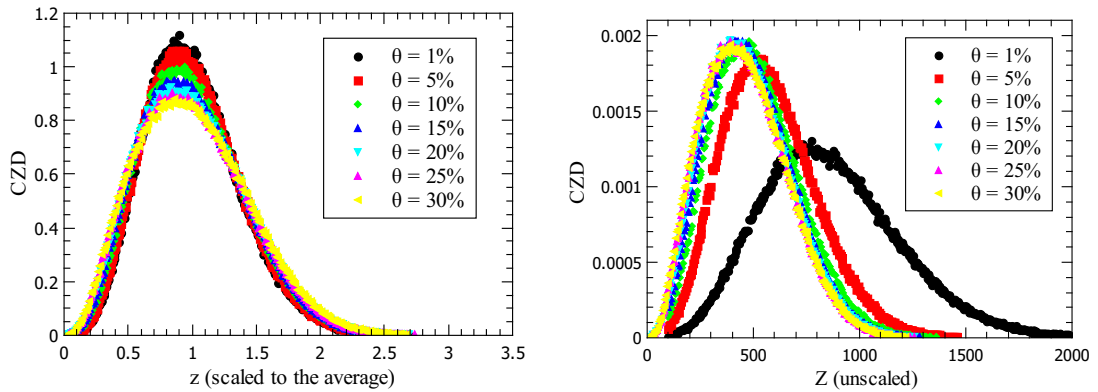 1.2
1
0.8
0.6
0.4
0.2
0
CZD
0 0.5 1 1.5 2 2.5 3 3.5
z (scaled to the average)
θ = 1%
θ = 5%
θ = 10%
θ = 15%
θ = 20%
θ = 25%
θ = 30%
0.002
0.0015
0.001
0.0005
0
CZD
0 500 1000 1500 2000
Z (unscaled)
θ = 1%
θ = 5%
θ = 10%
θ = 15%
θ = 20%
θ = 25%
θ = 30%